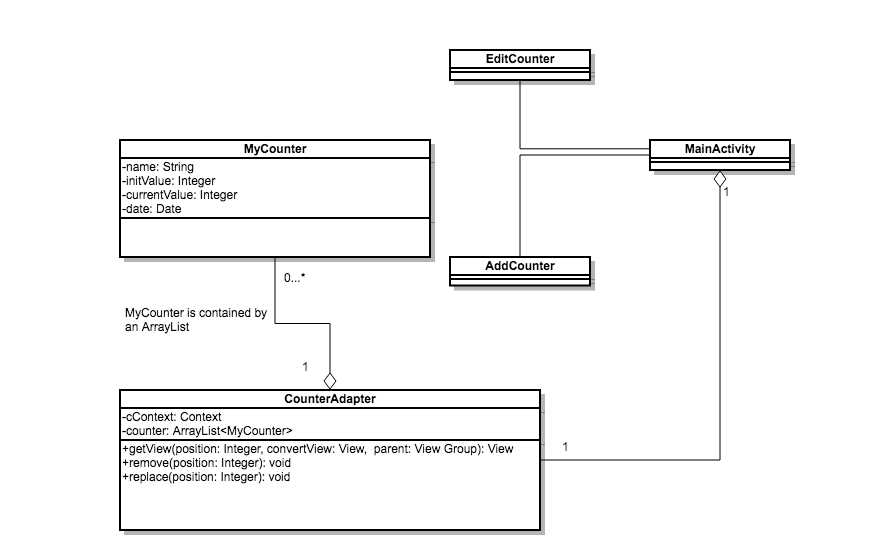 EditCounter
MyCounter
-name: String
-initValue: Integer
-currentValue: Integer
-date: Date
MainActivity
1
AddCounter
0...*
MyCounter is contained by
an ArrayList
1
CounterAdapter
-cContext: Context
-counter: ArrayList<MyCounter>
+getView(position: Integer, convertView: View,  parent: View Group): View
+remove(position: Integer): void
+replace(position: Integer): void
1